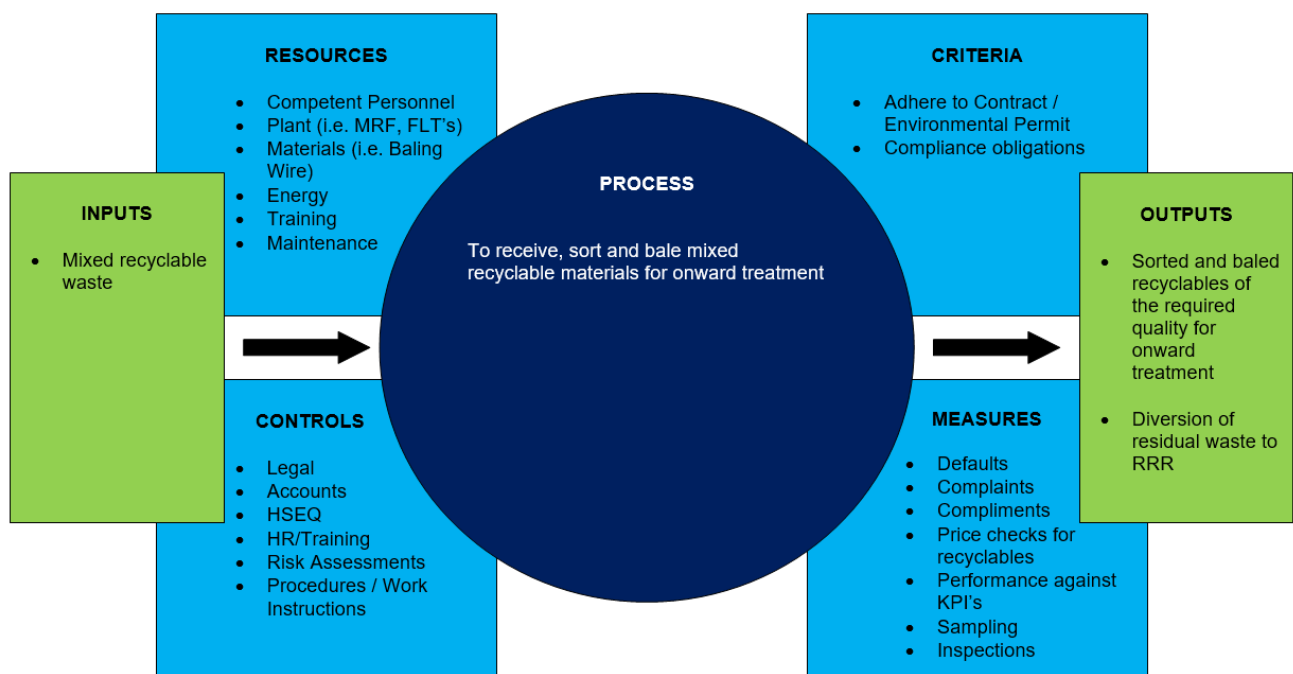 RESOURCES
• Competent Personnel
• Plant (i.e. MRF, FLT's)
• Materials (i.e. Baling
Wire)
• Energy
• Training
• Maintenance
CRITERIA
• Adhere to Contract /
Environmental Permit
• Compliance obligations
INPUTS
• Mixed recyclable
waste
PROCESS
To receive, sort and bale mixed
recyclable materials for onward treatment
OUTPUTS
• Sorted and baled
recyclables of
the required
quality for
onward
treatment
• Diversion of
residual waste to
RRR
CONTROLS
• Legal
• Accounts
• HSEQ
• HR/Training
• Risk Assessments
• Procedures / Work
Instructions
MEASURES
• Defaults
• Complaints
• Compliments
• Price checks for
recyclables
• Performance against
KPI's
• Sampling
• Inspections